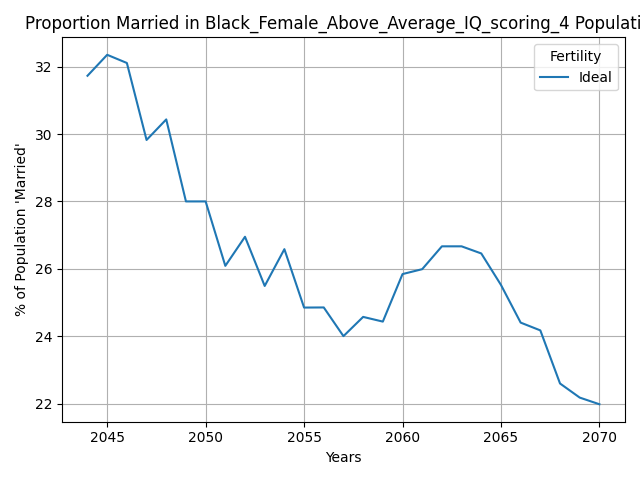 Proportion Married in Black_Female_Above_Average_IQ_scoring_4 Populati
Fertility
Ideal
% of Population 'Married'
32
30
28
26
24
22
2045 2050 2055 2060 2065 2070
Years